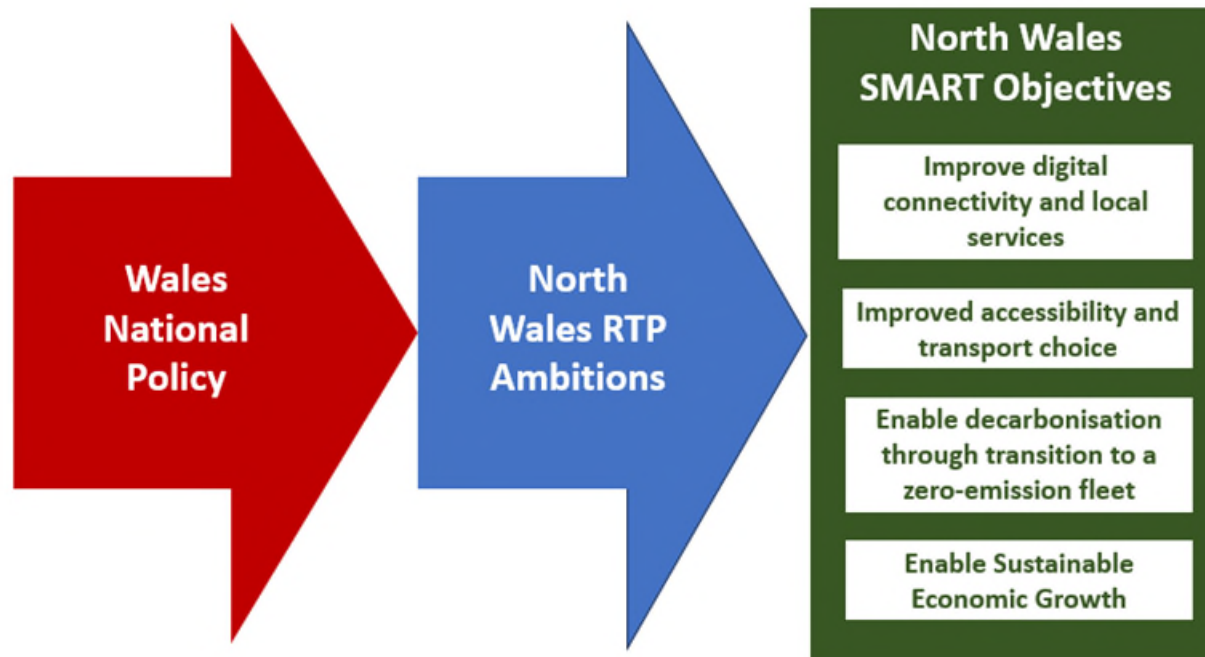 Wales
National
Policy
North
Wales RTP
Ambitions
North Wales
SMART Objectives
Improve digital
connectivity and local
services
Improved accessibility and
transport choice
Enable decarbonisation
through transition to a
zero-emission fleet
Enable Sustainable
Economic Growth